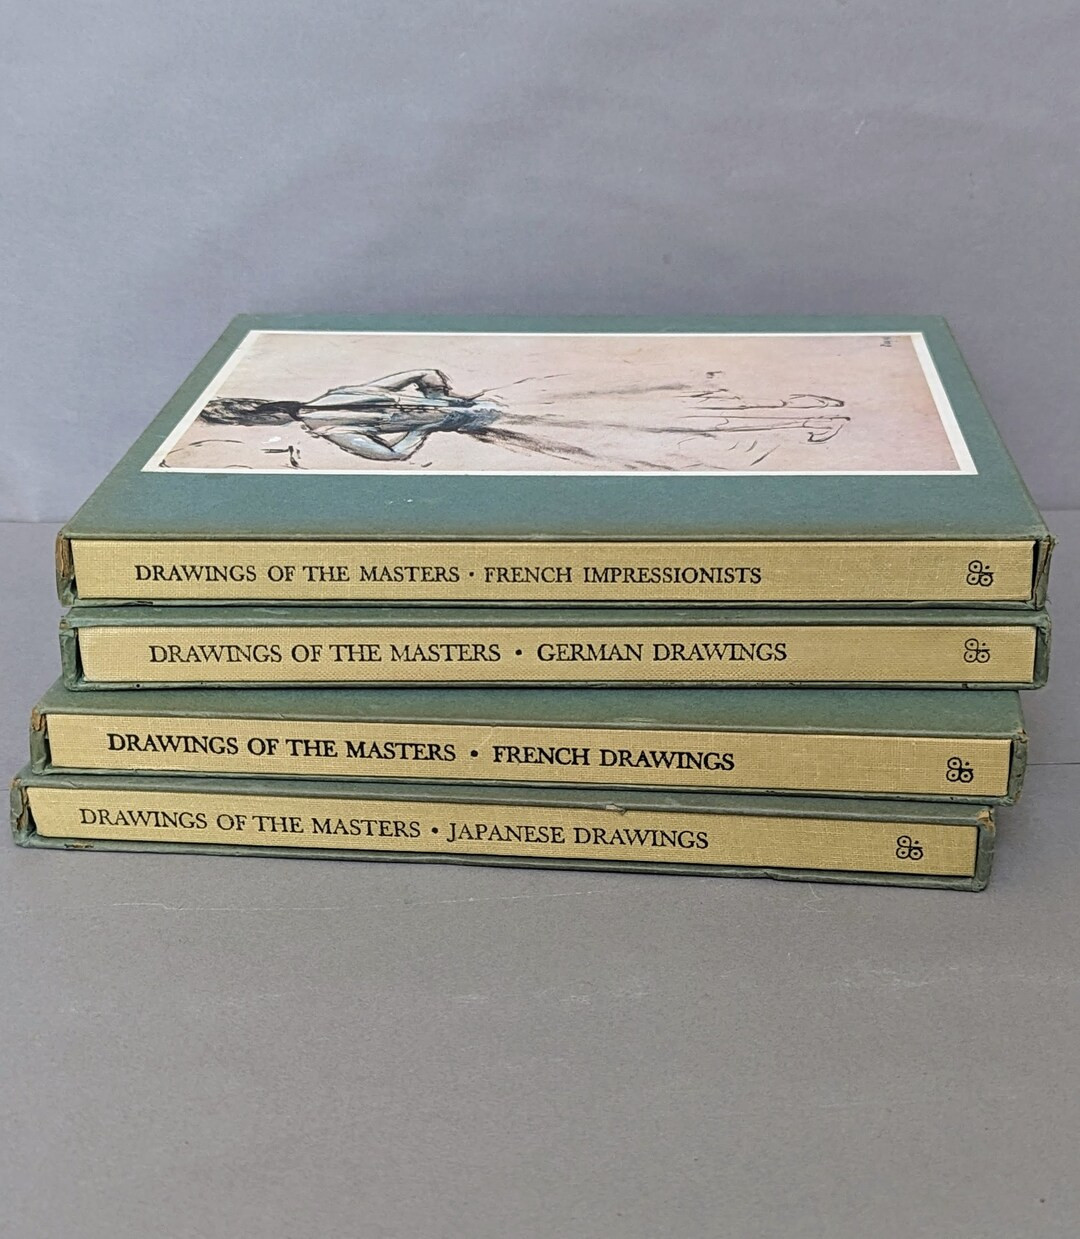 DRAWINGS OF THE MASTERS • FRENCH IMPRESSIONISTS
DRAWINGS OF THE MASTERS • GERMAN DRAWINGS
DRAWINGS OF THE MASTERS • FRENCH DRAWINGS
DRAWINGS OF THE MASTERS • JAPANESE DRAWINGS